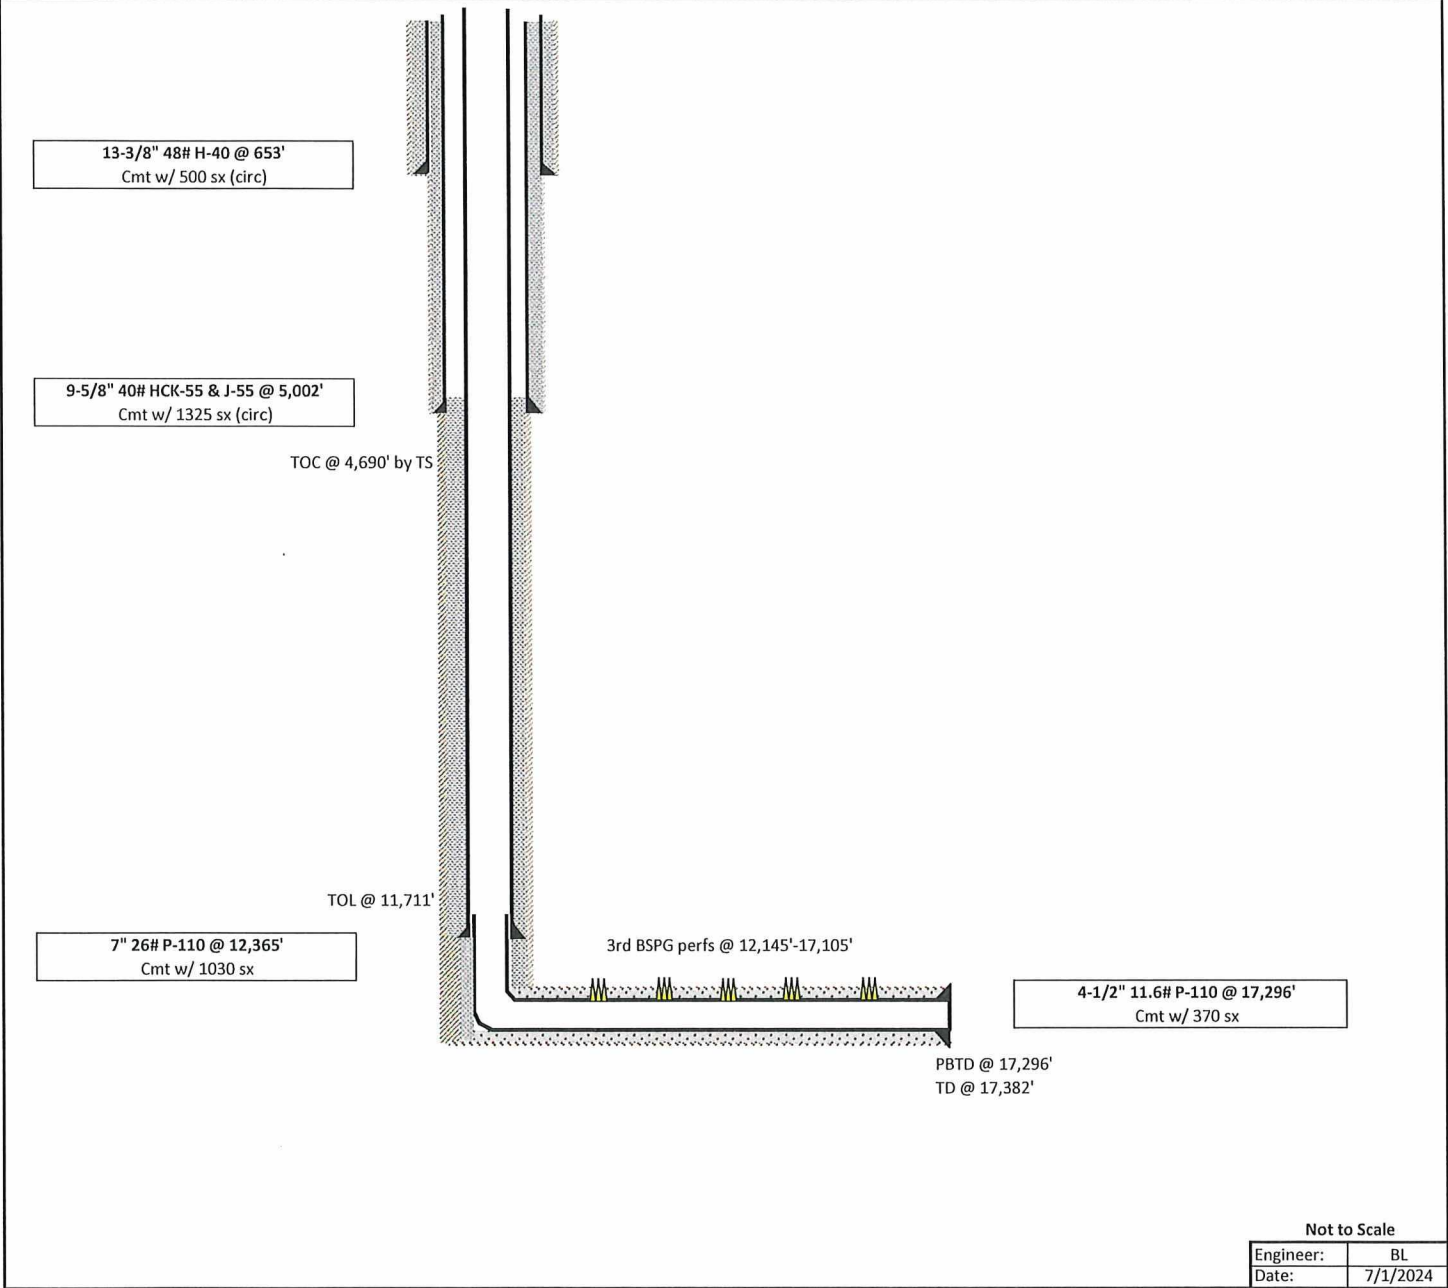 13-3/8" 48# H-40 @ 653'
Cmt w/ 500 sx (circ)
9-5/8" 40# HCK-55 & J-55 @ 5,002'
Cmt w/ 1325 sx (circ)
TOC @ 4,690' by TS
TOL @ 11,711'
7" 26# P-110 @ 12,365'
Cmt w/ 1030 sx
3rd BSPG perfs @ 12,145'-17,105'
4-1/2" 11.6# P-110 @ 17,296'
Cmt w/ 370 sx
PBTD @ 17,296'
TD @ 17,382'
Not to Scale
Engineer: BL
Date: 7/1/2024